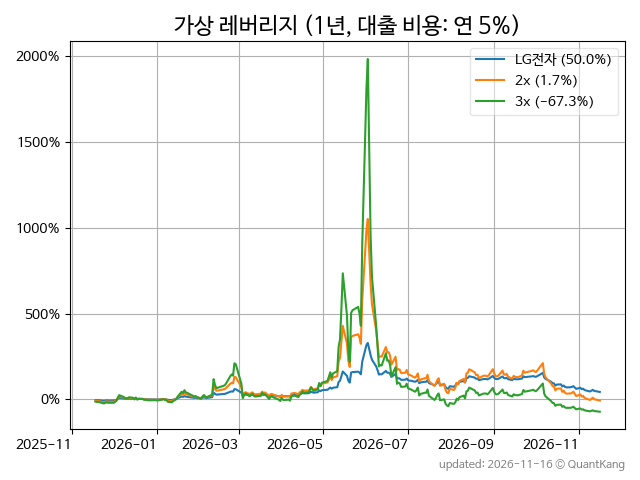 가상 레버리지 (1년, 대출 비용: 연 5%)
LG전자 (50.0%)
2x (1.7%)
3x (-67.3%)
2000%
1500%
1000%
500%
0%
2025-11 2026-01 2026-03 2026-05 2026-07 2026-09 2026-11
updated: 2026-11-16 © QuantKang